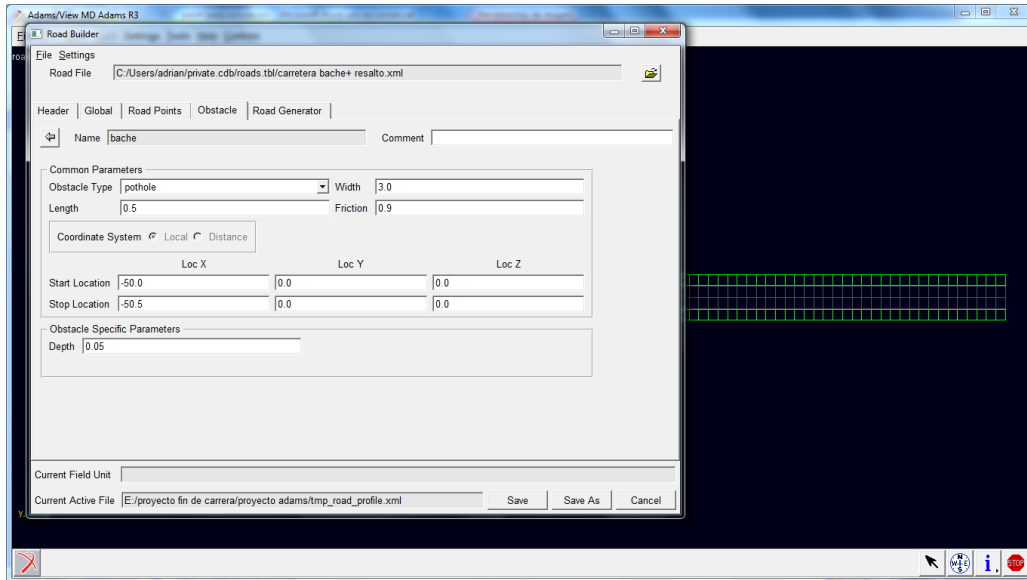 Adams/View MD Adams R3
Road Builder
File Settings
Road File C:/Users/adrian/private.cdb/roads.tbl/carretera bache+ resalto.xml
Header Global Road Points Obstacle Road Generator
Name bache Comment
Common Parameters
Obstacle Type pothole Width 3.0
Length 0.5 Friction 0.9
Coordinate System Local Distance
Loc X Loc Y Loc Z
Start Location -50.0 0.0 0.0
Stop Location -50.5 0.0 0.0
Obstacle Specific Parameters
Depth 0.05
Current Field Unit
Current Active File E:/proyecto fin de carrera/proyecto adams/tmp_road_profile.xml Save Save As Cancel
W E
S
i
STOP